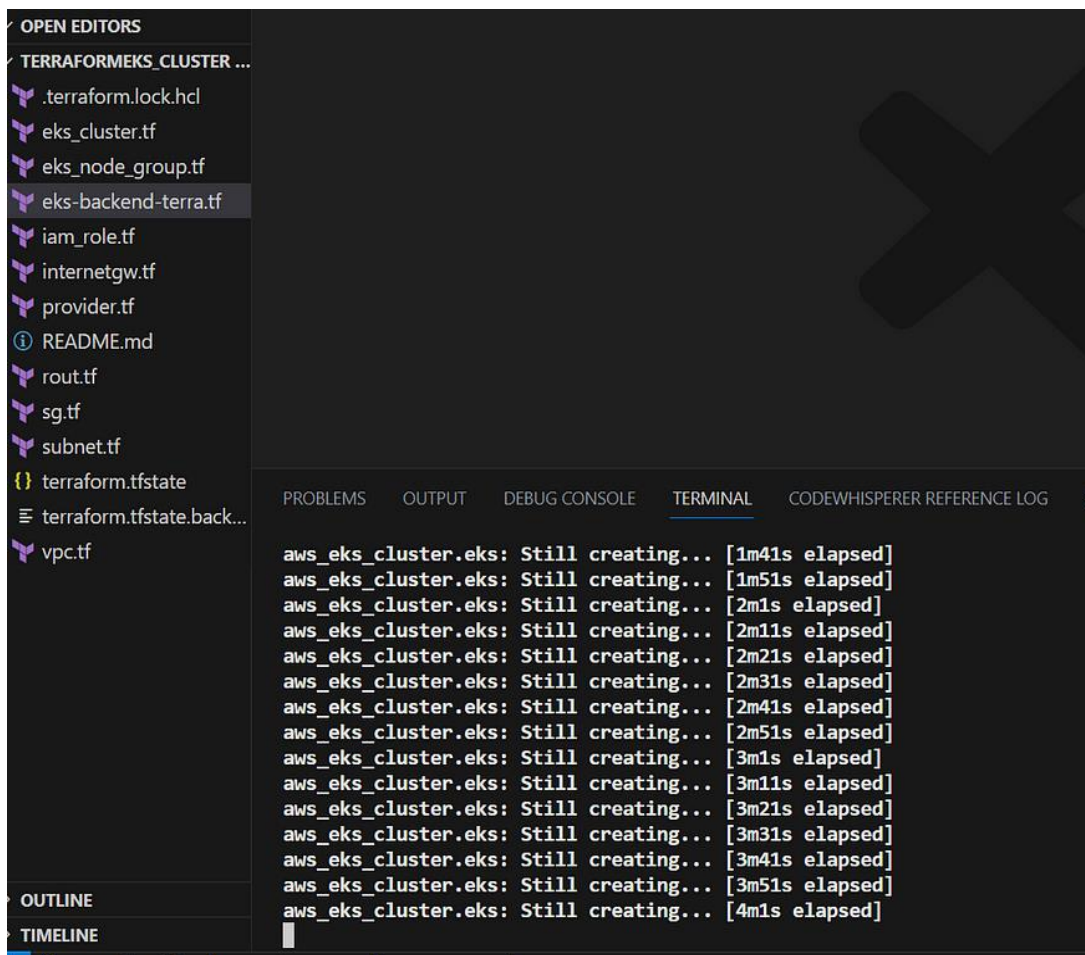 OPEN EDITORS
TERRAFORMEKS_CLUSTER ...
.terraform.lock.hcl
eks_cluster.tf
eks_node_group.tf
eks-backend-terra.tf
iam_role.tf
internetgw.tf
provider.tf
README.md
rout.tf
sg.tf
subnet.tf
{} terraform.tfstate
terraform.tfstate.back...
vpc.tf
OUTLINE
TIMELINE
PROBLEMS OUTPUT DEBUG CONSOLE TERMINAL CODEWHISPERER REFERENCE LOG
aws_eks_cluster.eks: Still creating... [1m41s elapsed]
aws_eks_cluster.eks: Still creating... [1m51s elapsed]
aws_eks_cluster.eks: Still creating... [2m1s elapsed]
aws_eks_cluster.eks: Still creating... [2m11s elapsed]
aws_eks_cluster.eks: Still creating... [2m21s elapsed]
aws_eks_cluster.eks: Still creating... [2m31s elapsed]
aws_eks_cluster.eks: Still creating... [2m41s elapsed]
aws_eks_cluster.eks: Still creating... [2m51s elapsed]
aws_eks_cluster.eks: Still creating... [3m1s elapsed]
aws_eks_cluster.eks: Still creating... [3m11s elapsed]
aws_eks_cluster.eks: Still creating... [3m21s elapsed]
aws_eks_cluster.eks: Still creating... [3m31s elapsed]
aws_eks_cluster.eks: Still creating... [3m41s elapsed]
aws_eks_cluster.eks: Still creating... [3m51s elapsed]
aws_eks_cluster.eks: Still creating... [4m1s elapsed]